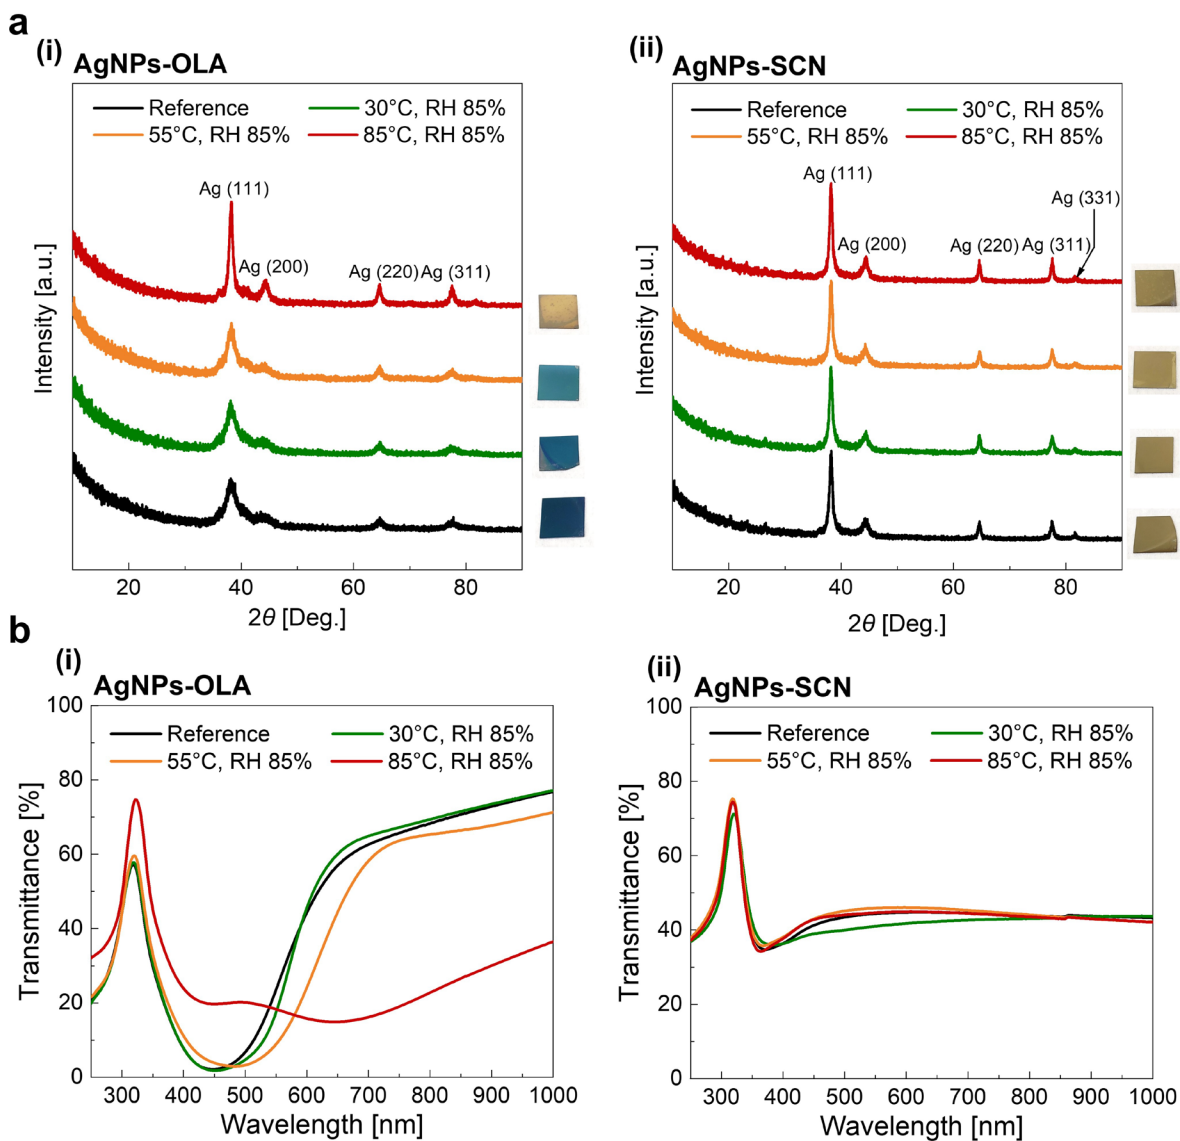 a
(i)
AgNPs-OLA
Reference
30°C, RH 85%
55°C, RH 85%
85°C, RH 85%
Ag (111)
Ag (200)
Ag (220)
Ag (311)
Intensity [a.u.]
20
40
60
80
2θ [Deg.]
(ii)
AgNPs-SCN
Reference
30°C, RH 85%
55°C, RH 85%
85°C, RH 85%
Ag (111)
Ag (331)
Ag (200)
Ag (220)
Ag (311)
Intensity [a.u.]
20
40
60
80
2θ [Deg.]
b
(i)
AgNPs-OLA
Reference
30°C, RH 85%
55°C, RH 85%
85°C, RH 85%
Transmittance [%]
100
80
60
40
20
0
300 400 500 600 700 800 900 1000
Wavelength [nm]
(ii)
AgNPs-SCN
Reference
30°C, RH 85%
55°C, RH 85%
85°C, RH 85%
Transmittance [%]
100
80
60
40
20
0
300 400 500 600 700 800 900 1000
Wavelength [nm]